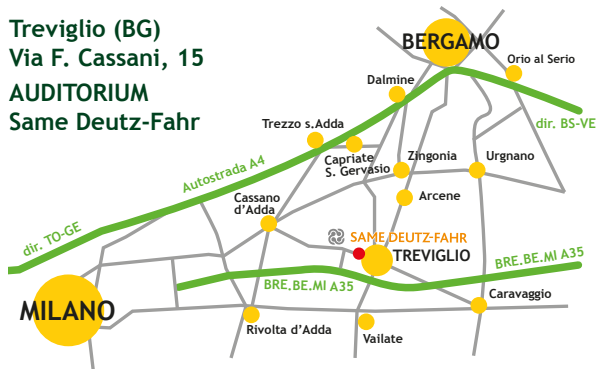 Treviglio (BG)
Via F. Cassani, 15
AUDITORIUM
Same Deutz-Fahr
BERGAMO
Orio al Serio
Dalmine
dir. BS-VE
Trezzo s.Adda
Capriate
S. Gervasio
Zingonia
Urgnano
Autostrada A4
Arcene
Cassano
d'Adda
dir. TO-GE
SAME DEUTZ-FAHR
TREVIGLIO
BRE.BE.MI A35
BRE.BE.MI A35
MILANO
Caravaggio
Rivolta d'Adda
Vailate